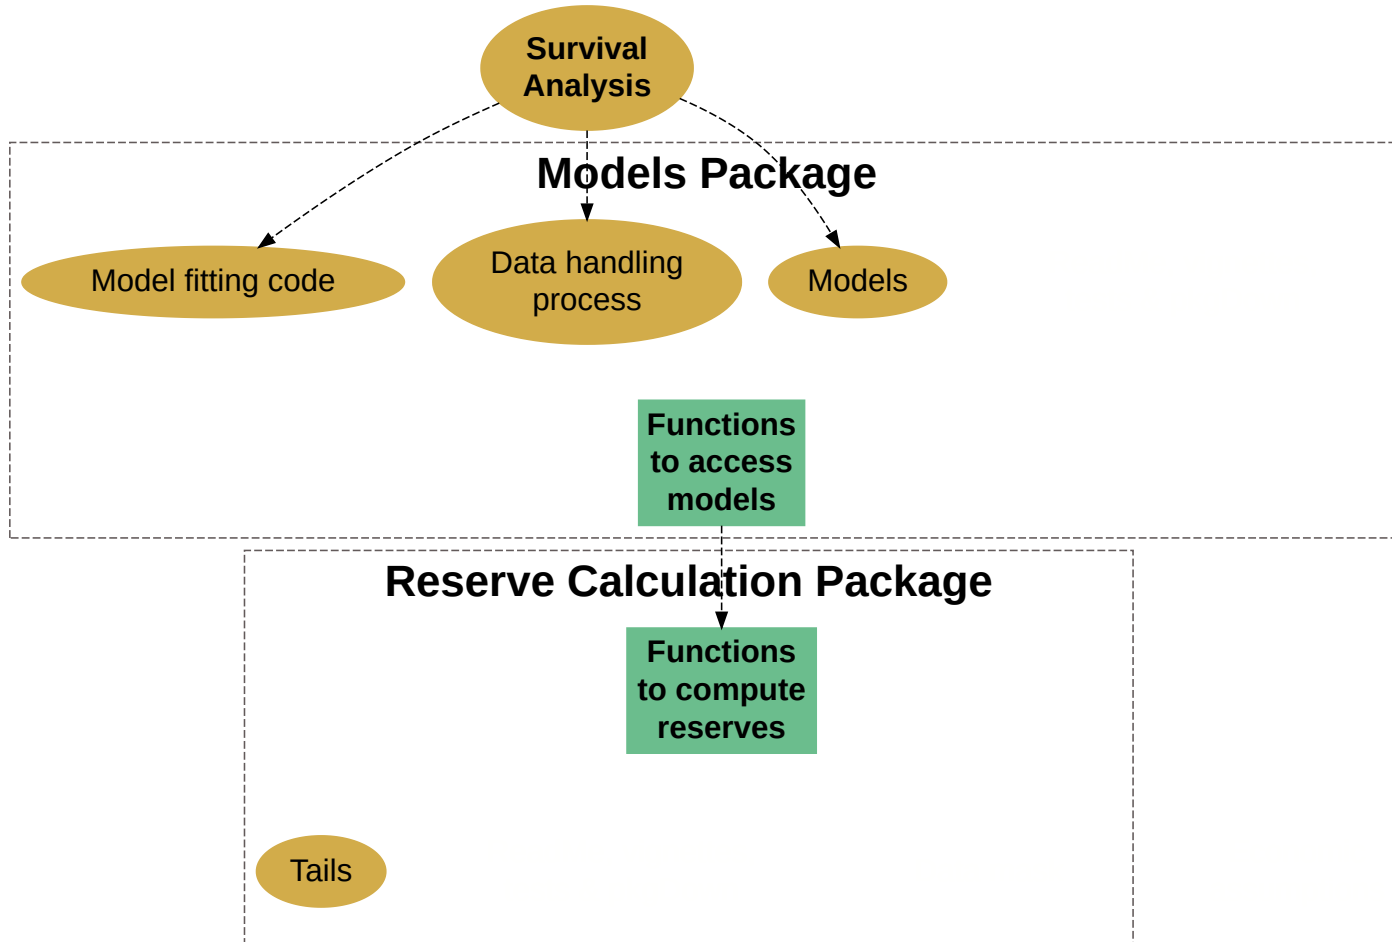 Survival
Analysis
Models Package
Model fitting code
Data handling
process
Models
Functions
to access
models
Reserve Calculation Package
Functions
to compute
reserves
Tails